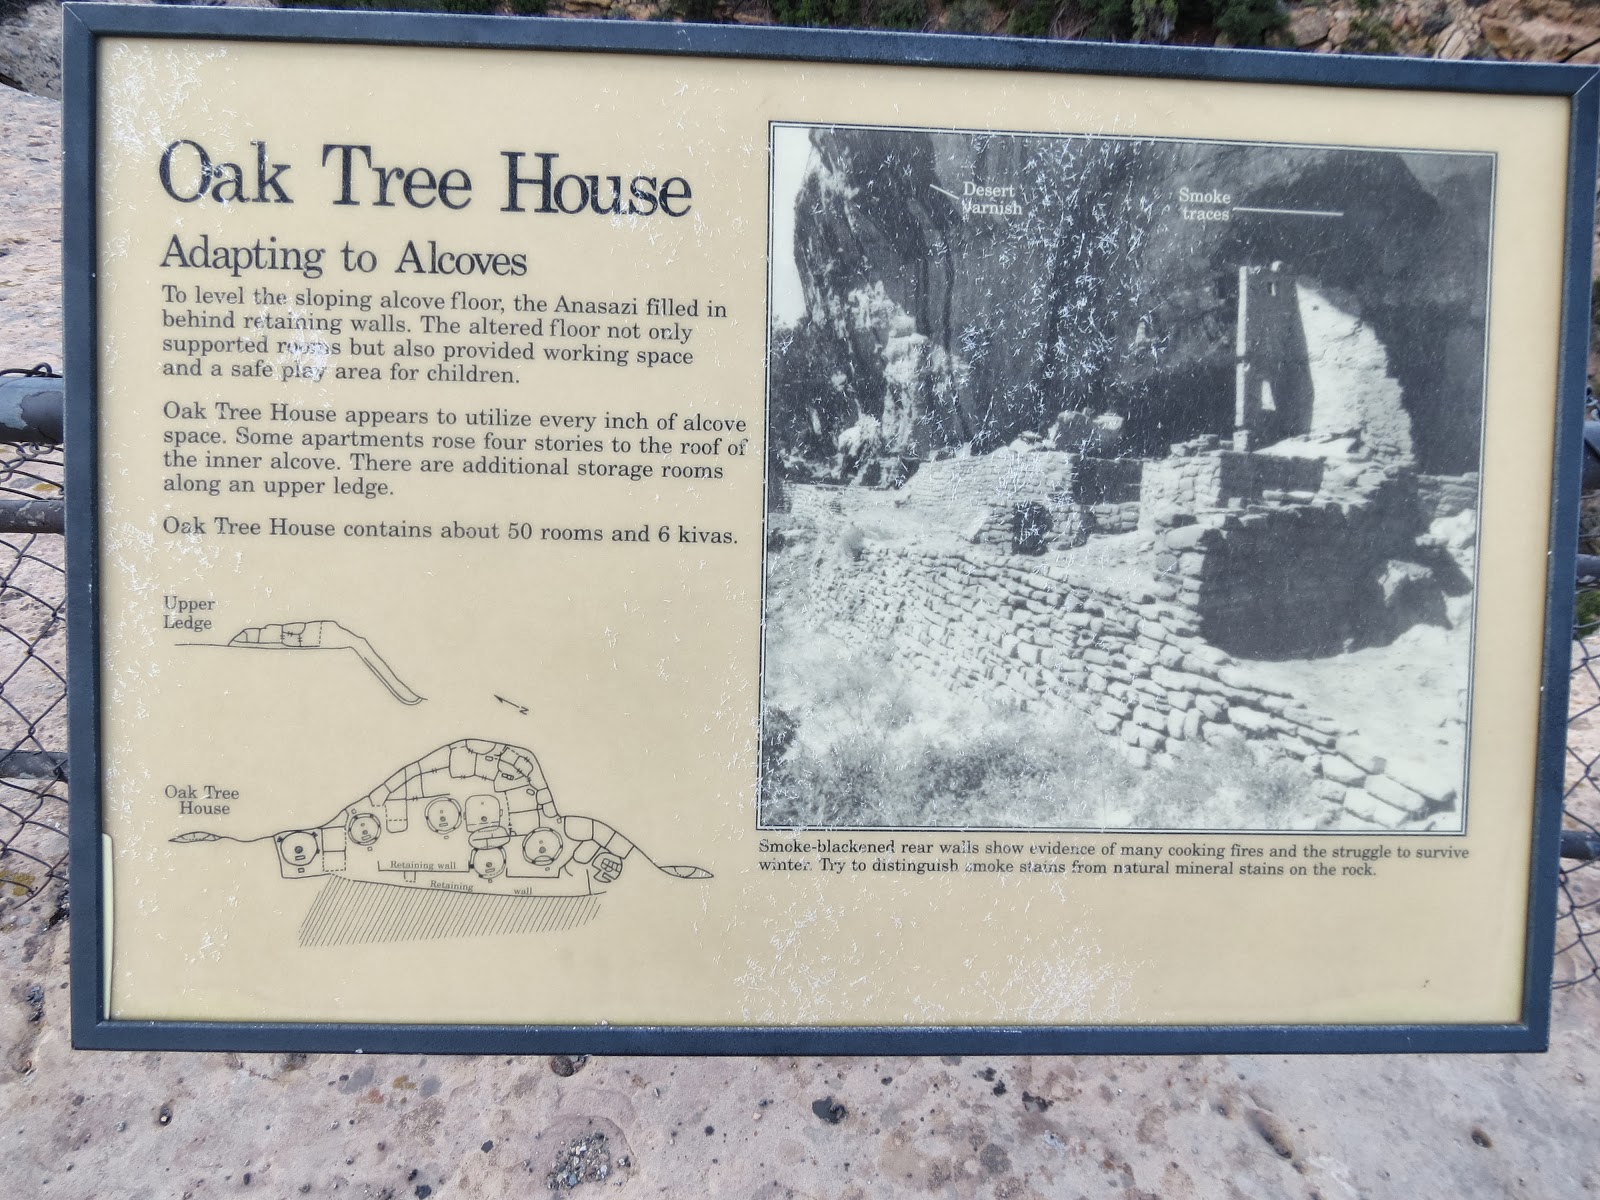 Oak Tree House
Adapting to Alcoves
To level the sloping alcove floor, the Anasazi filled in
behind retaining walls. The altered floor not only
supported rooms but also provided working space
and a safe play area for children.
Oak Tree House appears to utilize every inch of alcove
space. Some apartments rose four stories to the roof of
the inner alcove. There are additional storage rooms
along an upper ledge.
Oak Tree House contains about 50 rooms and 6 kivas.
Upper
Ledge
N
Oak Tree
House
Retaining wall
Retaining wall
Desert
Varnish
Smoke
traces
Smoke-blackened rear walls show evidence of many cooking fires and the struggle to survive
winter. Try to distinguish smoke stains from natural mineral stains on the rock.